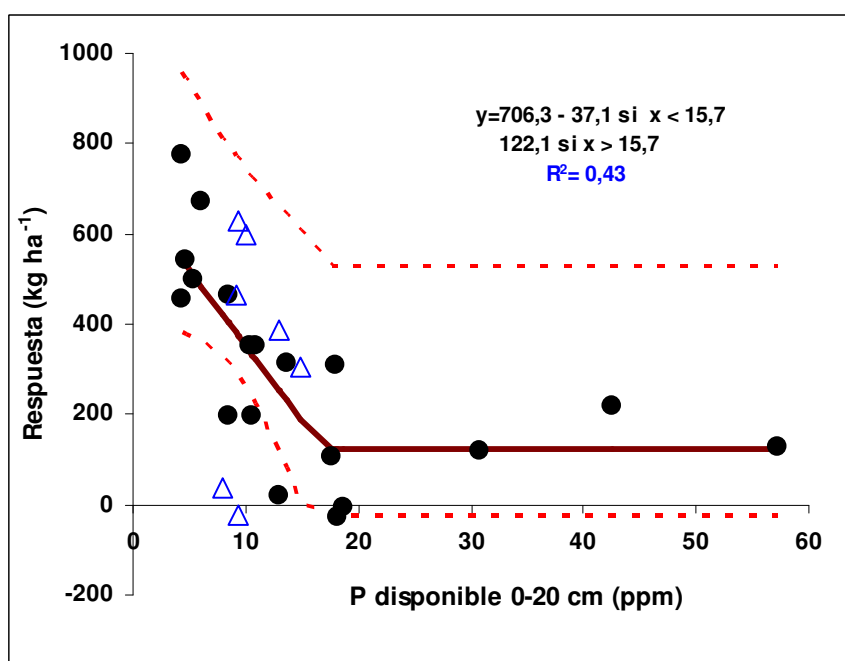 1000
800
600
400
200
0
-200
0 10 20 30 40 50 60
Respuesta (kg ha-1)
P disponible 0-20 cm (ppm)
y=706,3 - 37,1 si x < 15,7
122,1 si x > 15,7
R2= 0,43